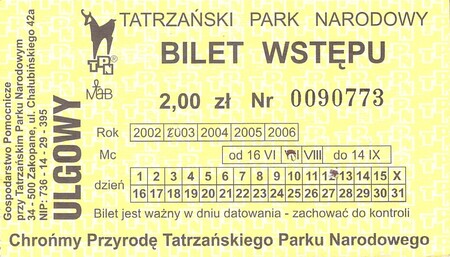 TATRZAŃSKI PARK NARODOWY
BILET WSTĘPU
TPN
MaB
2,00 zł Nr 0090773
Rok 2002 2003 2004 2005 2006
Mc od 16 VI VIII do 14 IX
dzień 1 2 3 4 5 6 7 8 9 10 11 12 13 14 15 X
16 17 18 19 20 21 22 23 24 25 26 27 28 29 30 31
Bilet jest ważny w dniu datowania - zachować do kontroli
Chrońmy Przyrodę Tatrzańskiego Parku Narodowego
Gospodarstwo Pomocnicze
przy Tatrzańskim Parku Narodowym
34 - 500 Zakopane, ul. Chałubińskiego 42a
NIP: 736 - 14 - 29 - 395
ULGOWY